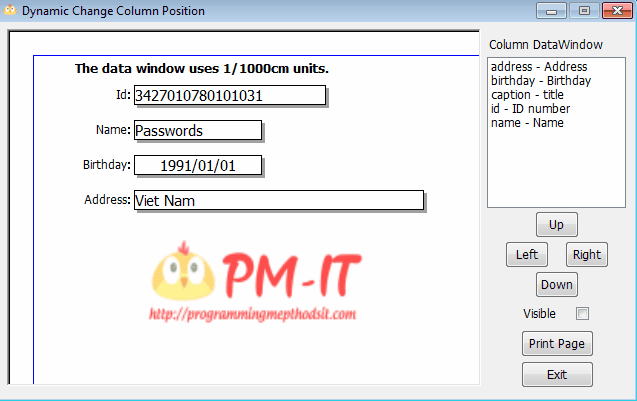 Dynamic Change Column Position
The data window uses 1/1000cm units.
Id: 3427010780101031
Name: Passwords
Birthday: 1991/01/01
Address: Viet Nam
PM-IT
http://programmingmepthodsit.com
Column DataWindow
address - Address
birthday - Birthday
caption - title
id - ID number
name - Name
Up
Left Right
Down
Visible
Print Page
Exit